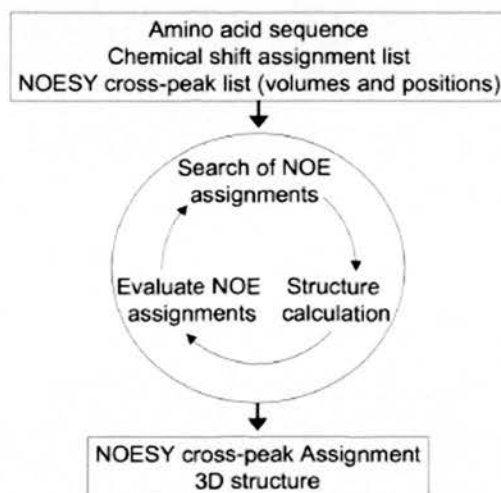 Amino acid sequence
Chemical shift assignment list
NOESY cross-peak list (volumes and positions)
Search of NOE
assignments
Evaluate NOE
assignments
Structure
calculation
NOESY cross-peak Assignment
3D structure